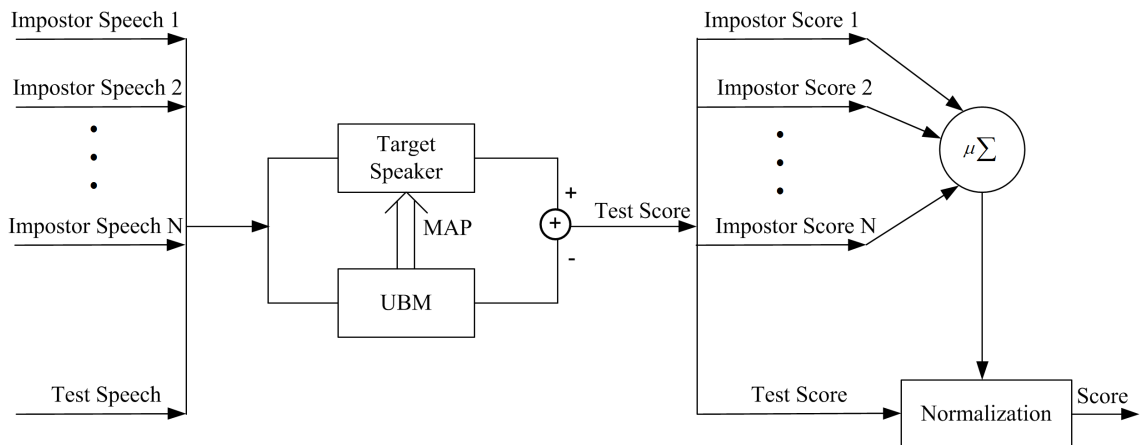 Impostor Speech 1
Impostor Speech 2
Impostor Speech N
Test Speech
Target
Speaker
MAP
UBM
+
+
-
Test Score
Impostor Score 1
Impostor Score 2
Impostor Score N
μ∑
Test Score
Normalization
Score